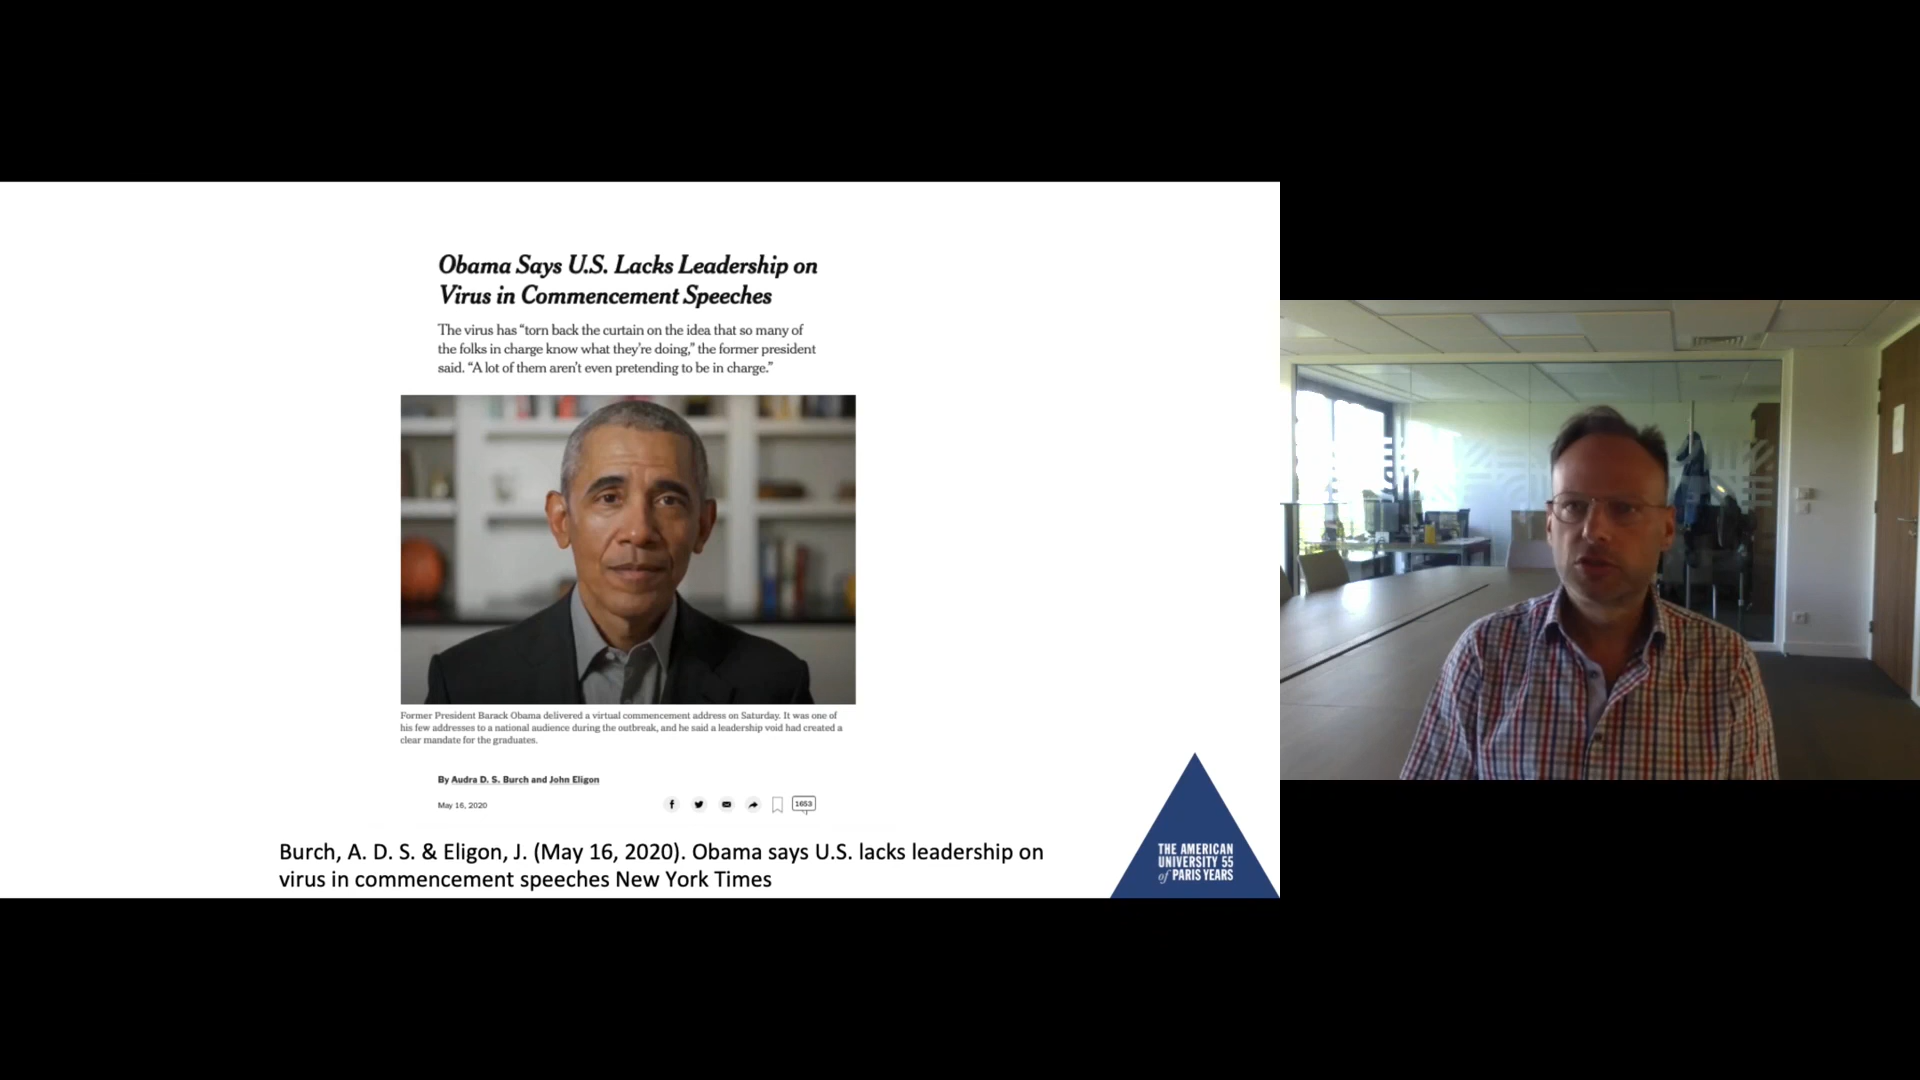 Obama Says U.S. Lacks Leadership on
Virus in Commencement Speeches
The virus has “torn back the curtain on the idea that so many of
the folks in charge know what they’re doing,” the former president
said. “A lot of them aren’t even pretending to be in charge.”
Former President Barack Obama delivered a virtual commencement address on Saturday. It was one of
his few addresses to a national audience during the outbreak, and he said a leadership void had created a
clear mandate for the graduates.
By Audra D. S. Burch and John Eligon
May 16, 2020
1653
Burch, A. D. S. & Eligon, J. (May 16, 2020). Obama says U.S. lacks leadership on
virus in commencement speeches New York Times
THE AMERICAN
UNIVERSITY 55
of PARIS YEARS